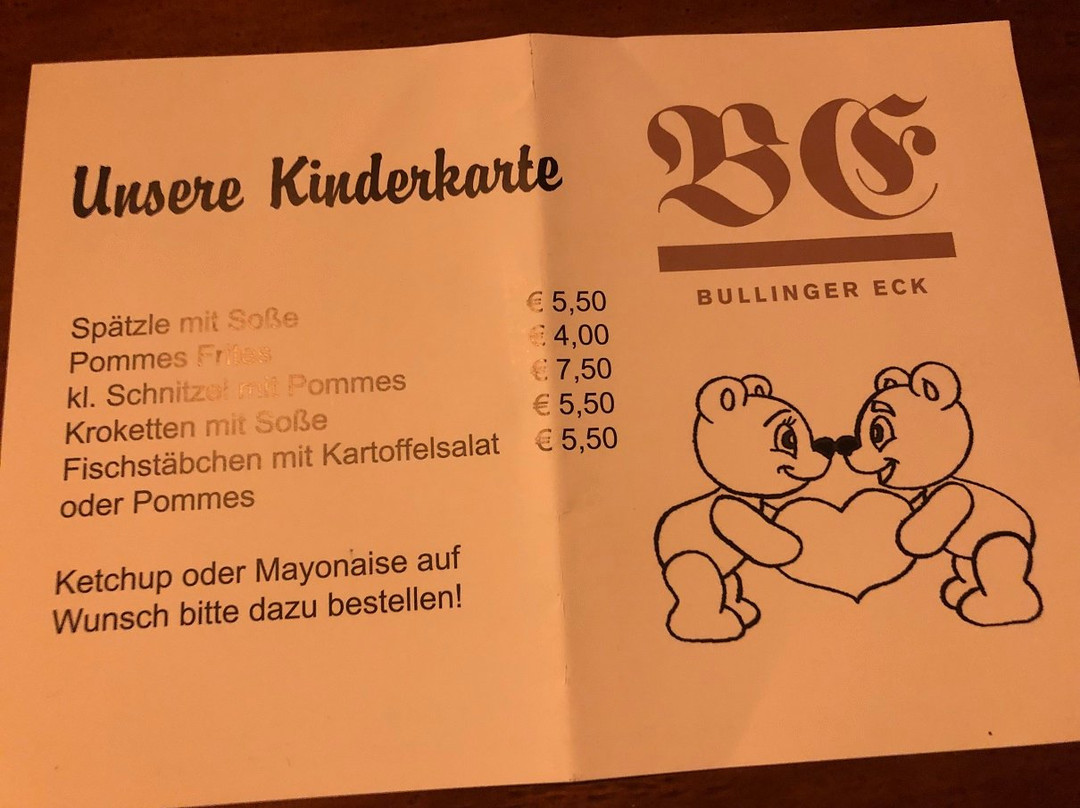 Unsere Kinderkarte
Spätzle mit Soße € 5,50
Pommes Frites € 4,00
kl. Schnitzel mit Pommes € 7,50
Kroketten mit Soße € 5,50
Fischstäbchen mit Kartoffelsalat € 5,50
oder Pommes
Ketchup oder Mayonaise auf
Wunsch bitte dazu bestellen!
BE
BULLINGER ECK